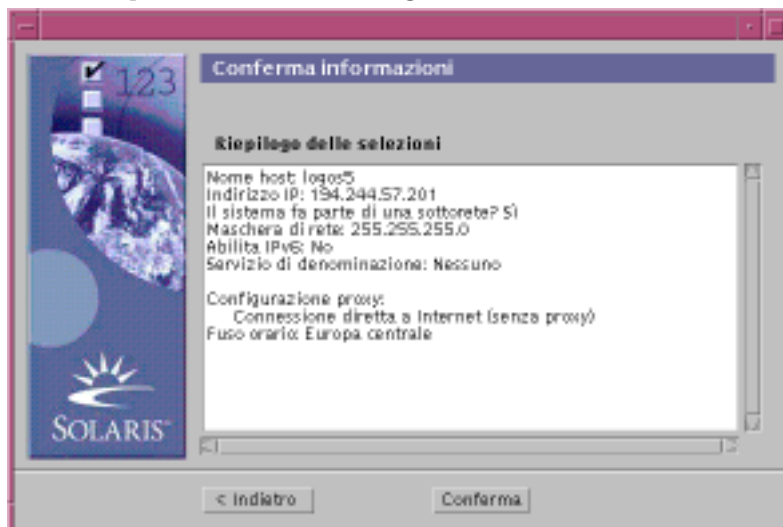 123
Conferma informazioni
Riepilogo delle selezioni
Nome host: logos5
Indirizzo IP: 194.244.57.201
Il sistema fa parte di una sottorete? Sì
Maschera di rete: 255.255.255.0
Abilita IPv6: No
Servizio di denominazione: Nessuno
Configurazione proxy:
Connessione diretta a Internet (senza proxy)
Fuso orario: Europa centrale
SOLARIS
< Indietro
Conferma